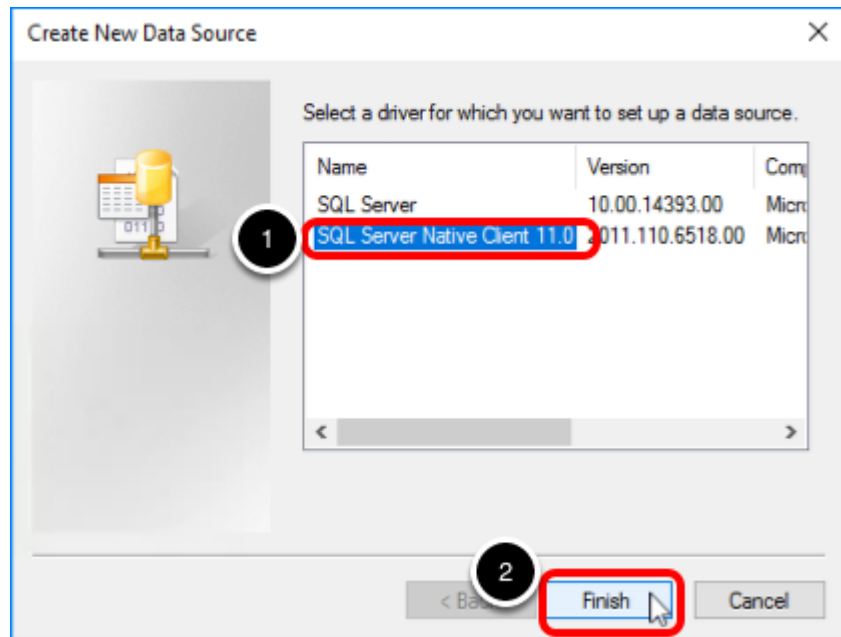 Create New Data Source
Select a driver for which you want to set up a data source.
Name Version
SQL Server 10.00.14393.00
1 SQL Server Native Client 11.0 2011.110.6518.00
2
< Finish Cancel